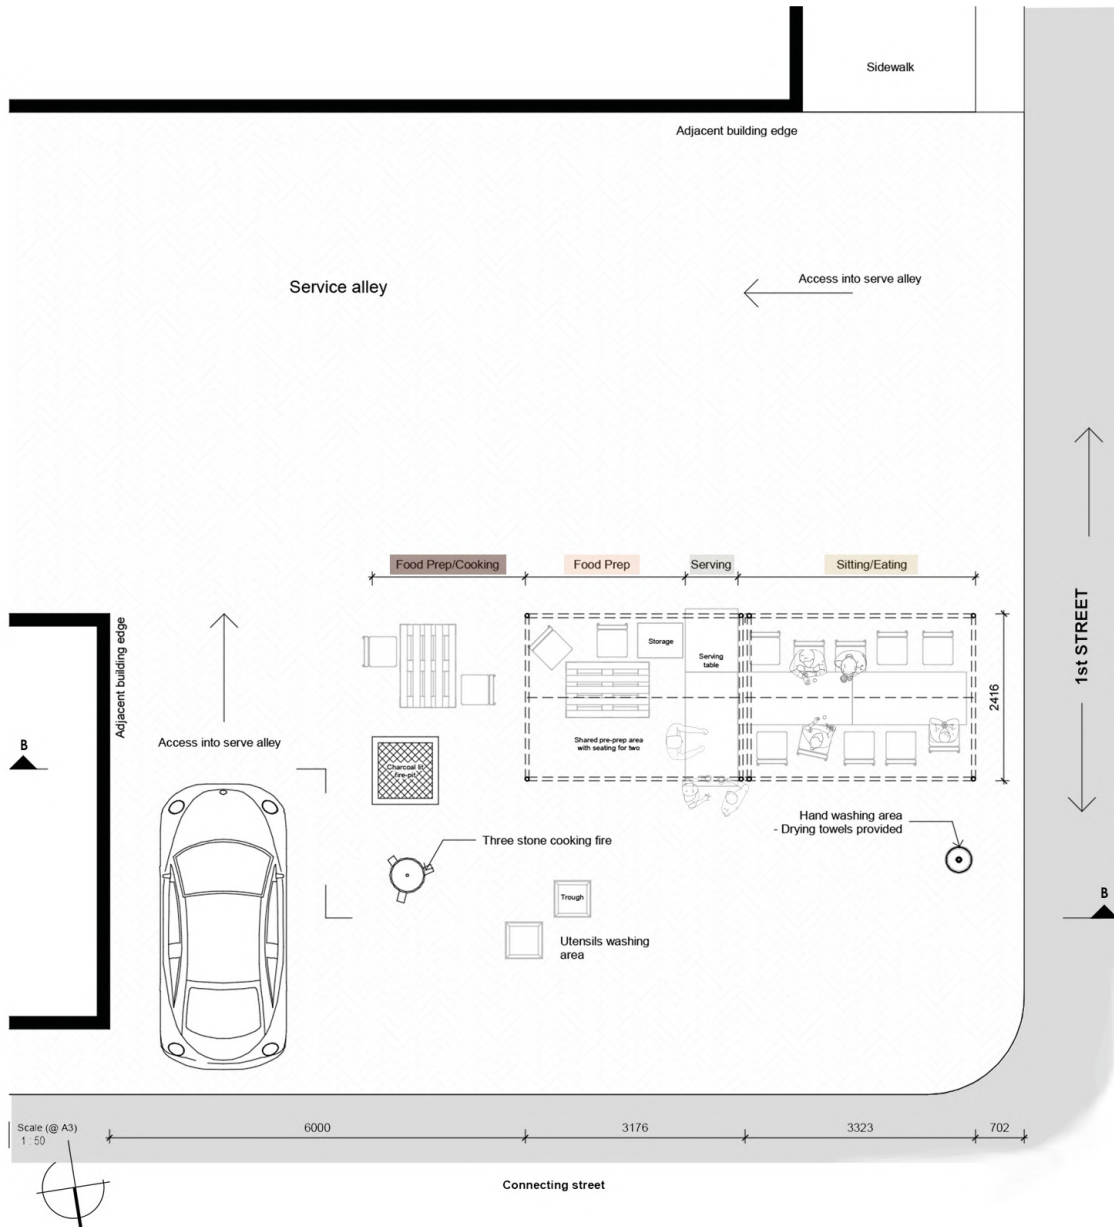 Sidewalk
Adjacent building edge
Service alley
Access into serve alley
1st STREET
Food Prep/Cooking
Food Prep
Serving
Sitting/Eating
Adjacent building edge
Storage
Serving
table
2416
Shared pre-prep area
with seating for two
B
Access into serve alley
Charcoal lit
fire-pit
Hand washing area
- Drying towels provided
Three stone cooking fire
Trough
B
Utensils washing
area
Scale (@ A3)
1 : 50
6000
3176
3323
702
Connecting street